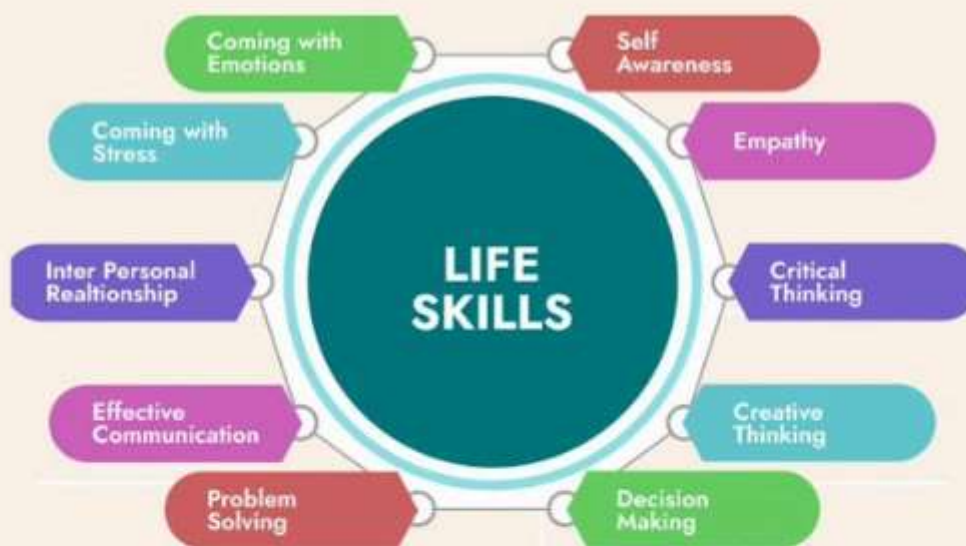 Coming with
Emotions
Self
Awareness
Coming with
Stress
Empathy
Inter Personal
Realtionship
LIFE
SKILLS
Critical
Thinking
Effective
Communication
Creative
Thinking
Problem
Solving
Decision
Making